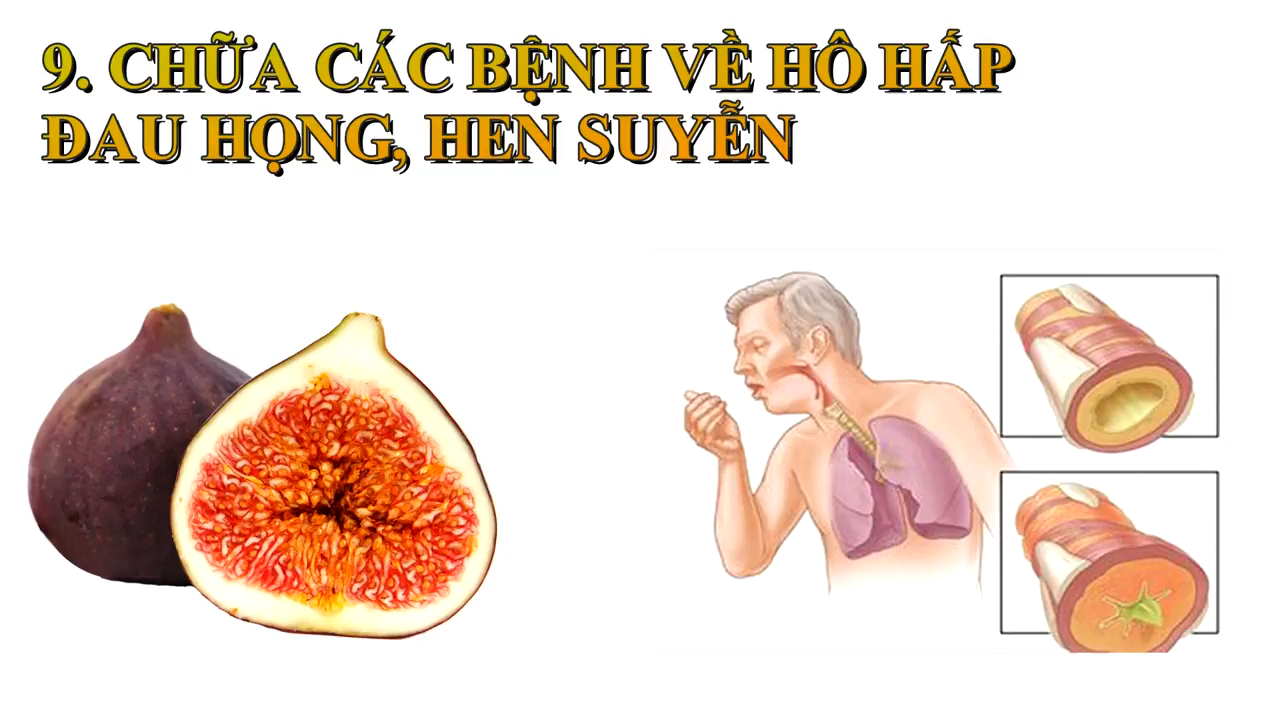 9. CHỮA CÁC BỆNH VỀ HÔ HẤP
ĐAU HỌNG, HEN SUYỄN